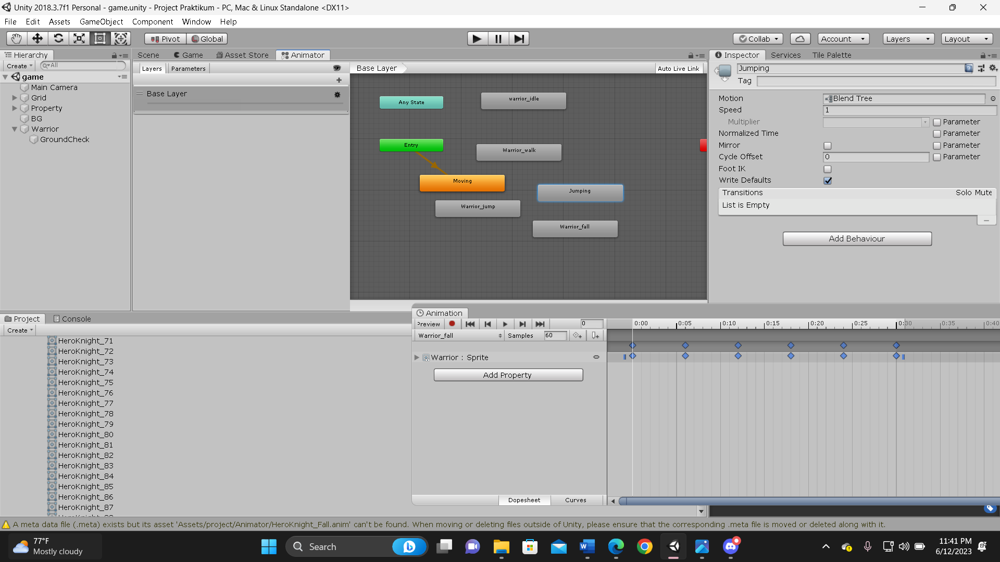 Unity 2018.3.7f1 Personal - game.unity - Project Praktikum - PC, Mac & Linux Standalone <DX11>
File Edit Assets GameObject Component Window Help
Pivot Global Collab Account Layers Layout
Hierarchy Scene Game Asset Store Animator Inspector Services Tile Palette
Create All
Layers Parameters Base Layer Auto Live Link
game
Main Camera
Grid
Property
BG
Warrior
GroundCheck
Base Layer
Any State
warrior_idle
Entry
Warrior_walk
Moving
Jumping
Warrior_jump
Warrior_fall
Jumping
Tag
Motion Blend Tree
Speed 1
Multiplier Parameter
Normalized Time Parameter
Mirror Parameter
Cycle Offset 0 Parameter
Foot IK
Write Defaults
Transitions Solo Mute
List is Empty
Add Behaviour
Project Console
Create
HeroKnight_71
HeroKnight_72
HeroKnight_73
HeroKnight_74
HeroKnight_75
HeroKnight_76
HeroKnight_77
HeroKnight_78
HeroKnight_79
HeroKnight_80
HeroKnight_81
HeroKnight_82
HeroKnight_83
HeroKnight_84
HeroKnight_85
HeroKnight_86
HeroKnight_87
Animation
Preview 0 0:00 0:05 0:10 0:15 0:20 0:25 0:30 0:35 0:40
Warrior_fall Samples 60
Warrior : Sprite
Add Property
Dopesheet Curves
A meta data file (.meta) exists but its asset 'Assets/project/Animator/HeroKnight_Fall.anim' can't be found. When moving or deleting files outside of Unity, please ensure that the corresponding .meta file is moved or deleted along with it.
77°F
Mostly cloudy
Search
11:41 PM
6/12/2023